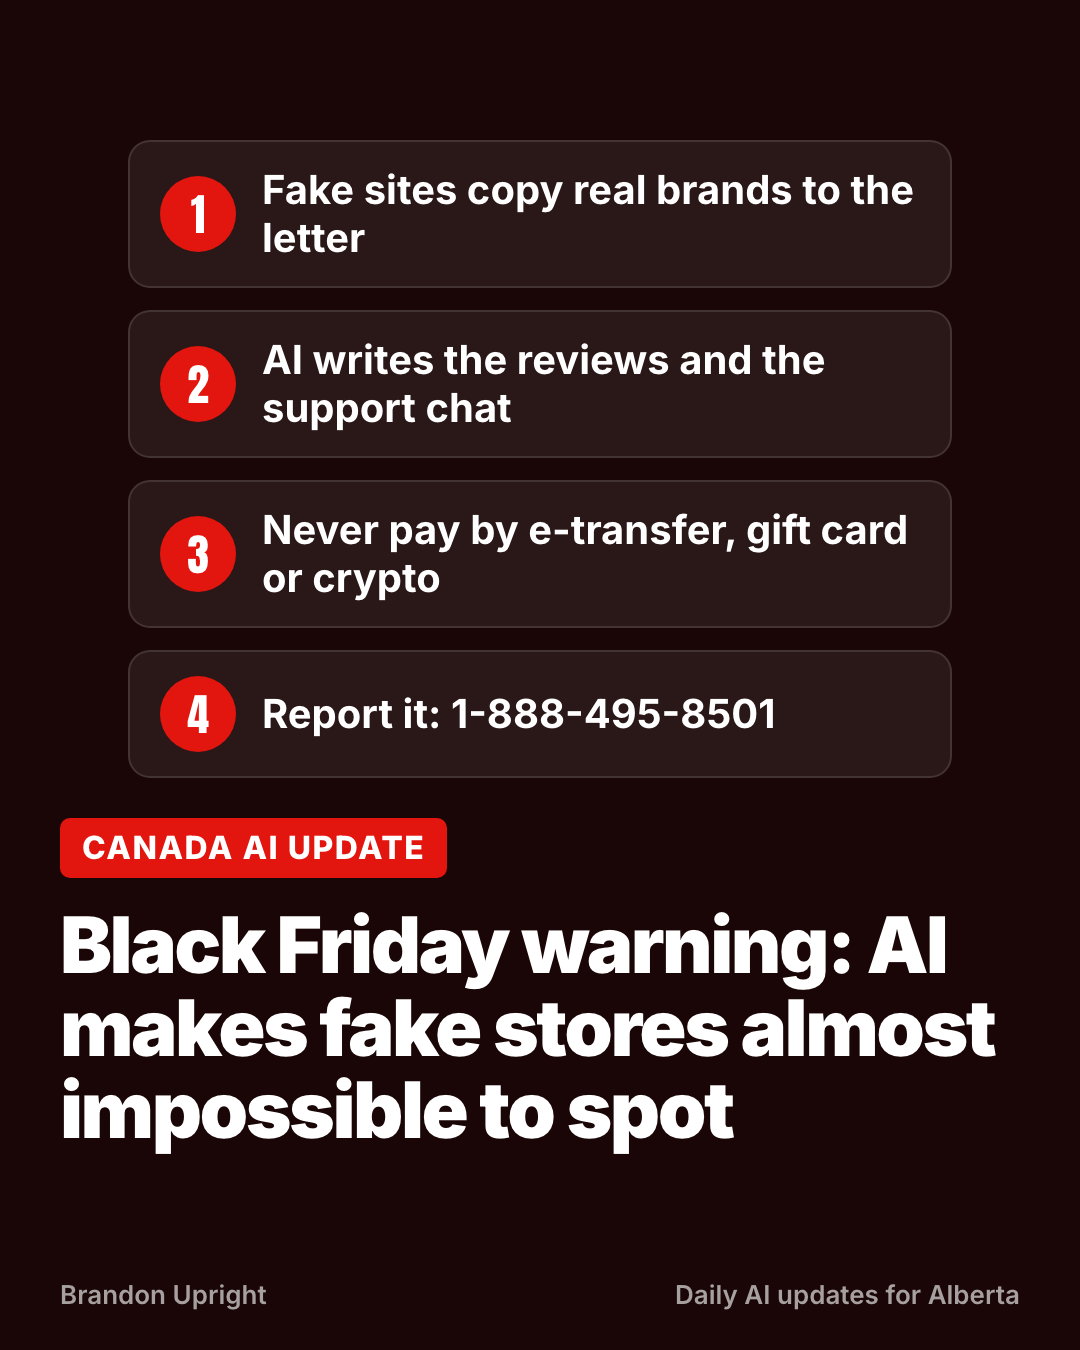 1
Fake sites copy real brands to the
letter
2
AI writes the reviews and the
support chat
3
Never pay by e-transfer, gift card
or crypto
4
Report it: 1-888-495-8501
CANADA AI UPDATE
Black Friday warning: AI
makes fake stores almost
impossible to spot
Brandon Upright
Daily AI updates for Alberta